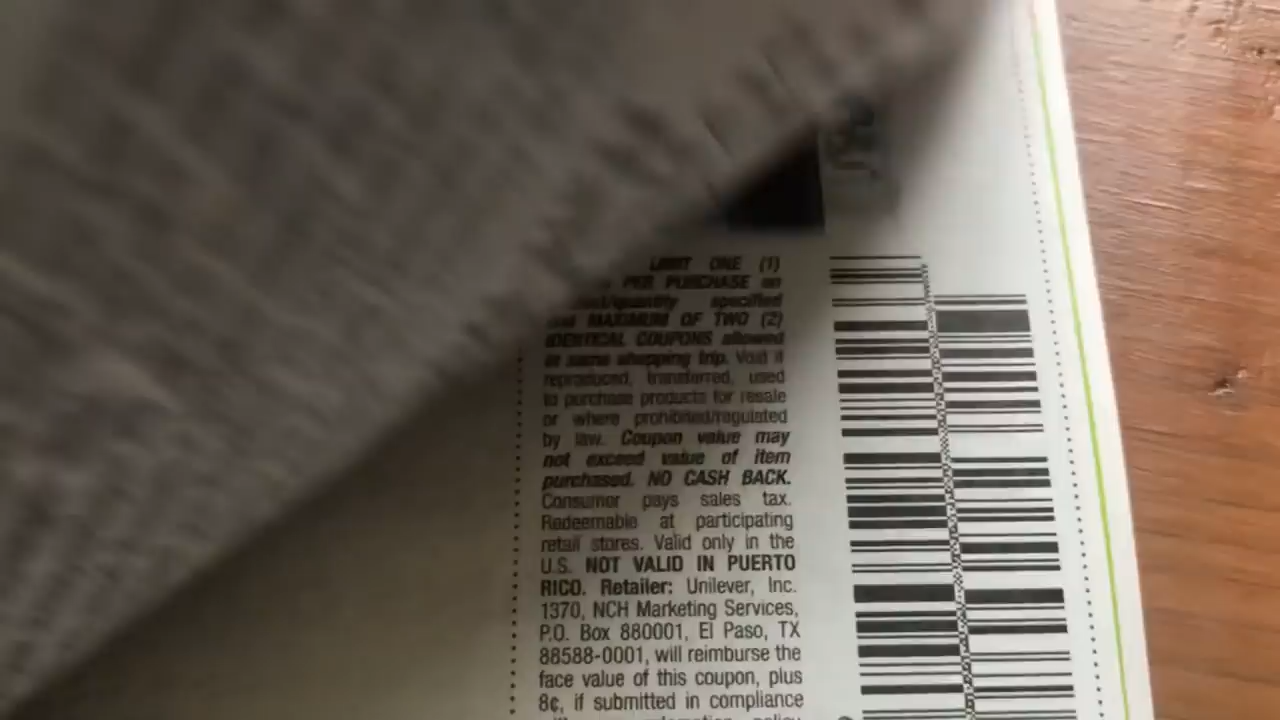 LIMIT ONE (1)
PER PURCHASE on
specified
MAXIMUM OF TWO (2)
IDENTICAL COUPONS allowed
in same shopping trip. Void if
reproduced, transferred, used
to purchase products for resale
or where prohibited/regulated
by law. Coupon value may
not exceed value of item
purchased. NO CASH BACK.
Consumer pays sales tax.
Redeemable at participating
retail stores. Valid only in the
U.S. NOT VALID IN PUERTO
RICO. Retailer: Unilever, Inc.
1370, NCH Marketing Services,
P.O. Box 880001, El Paso, TX
88588-0001, will reimburse the
face value of this coupon, plus
8¢, if submitted in compliance